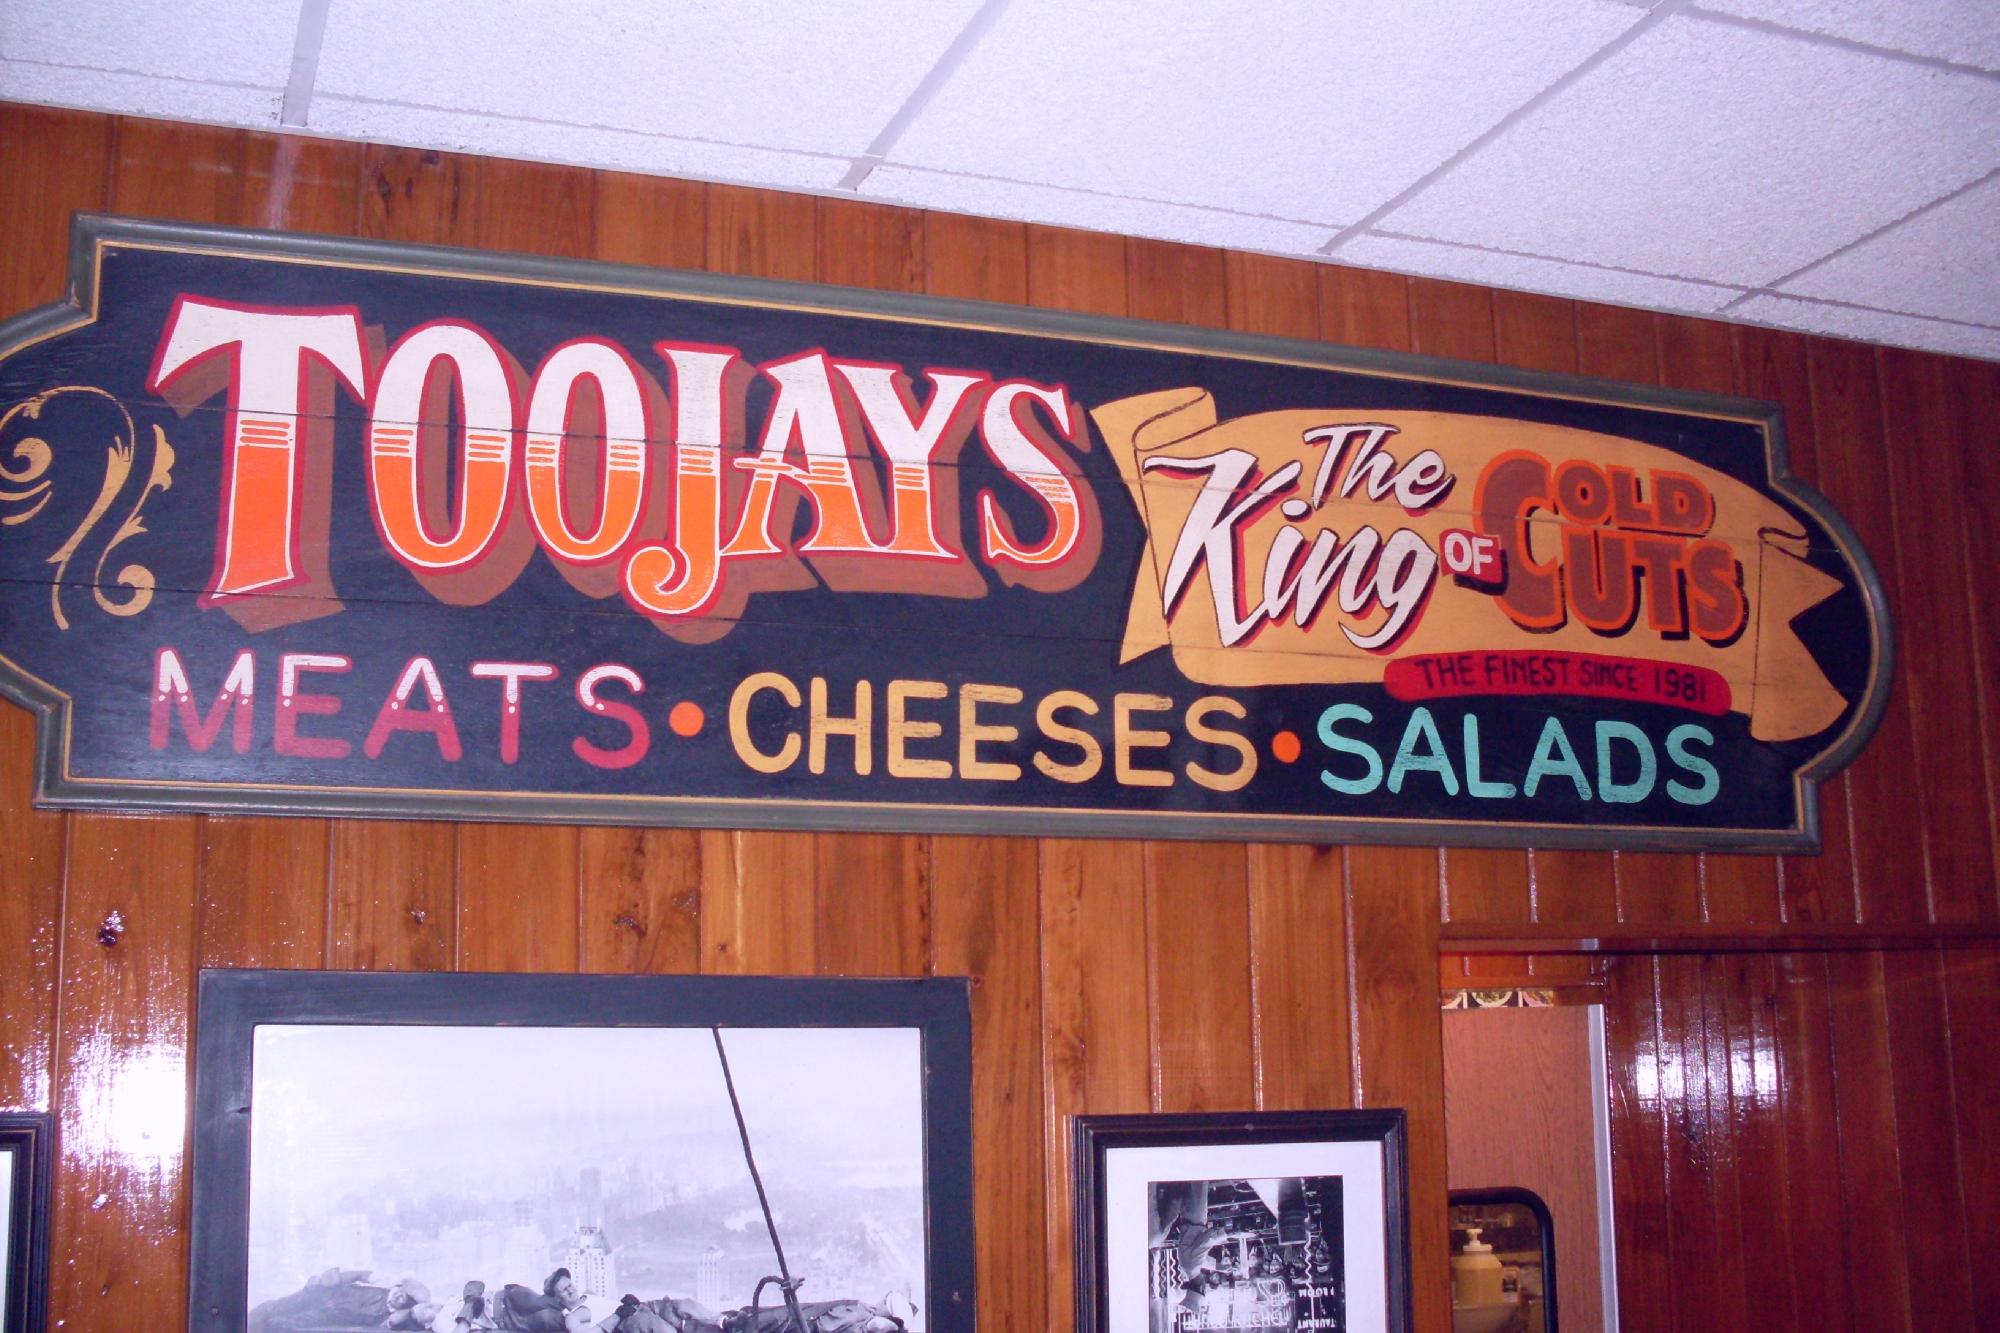 TOOJAYS
The
King OF COLD CUTS
THE FINEST SINCE 1981
MEATS • CHEESES • SALADS